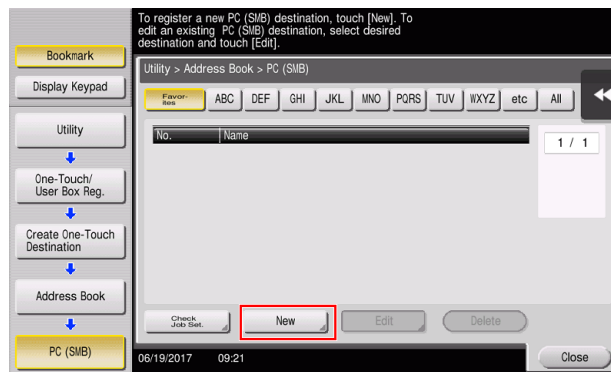 To register a new PC (SMB) destination, touch [New]. To
edit an existing PC (SMB) destination, select desired
destination and touch [Edit].
Bookmark
Display Keypad
Utility
One-Touch/
User Box Reg.
Create One-Touch
Destination
Address Book
PC (SMB)
Utility > Address Book > PC (SMB)
Favor-
ites
ABC
DEF
GHI
JKL
MNO
PQRS
TUV
WXYZ
etc
All
No.
Name
1 / 1
Check
Job Set.
New
Edit
Delete
06/19/2017 09:21
Close